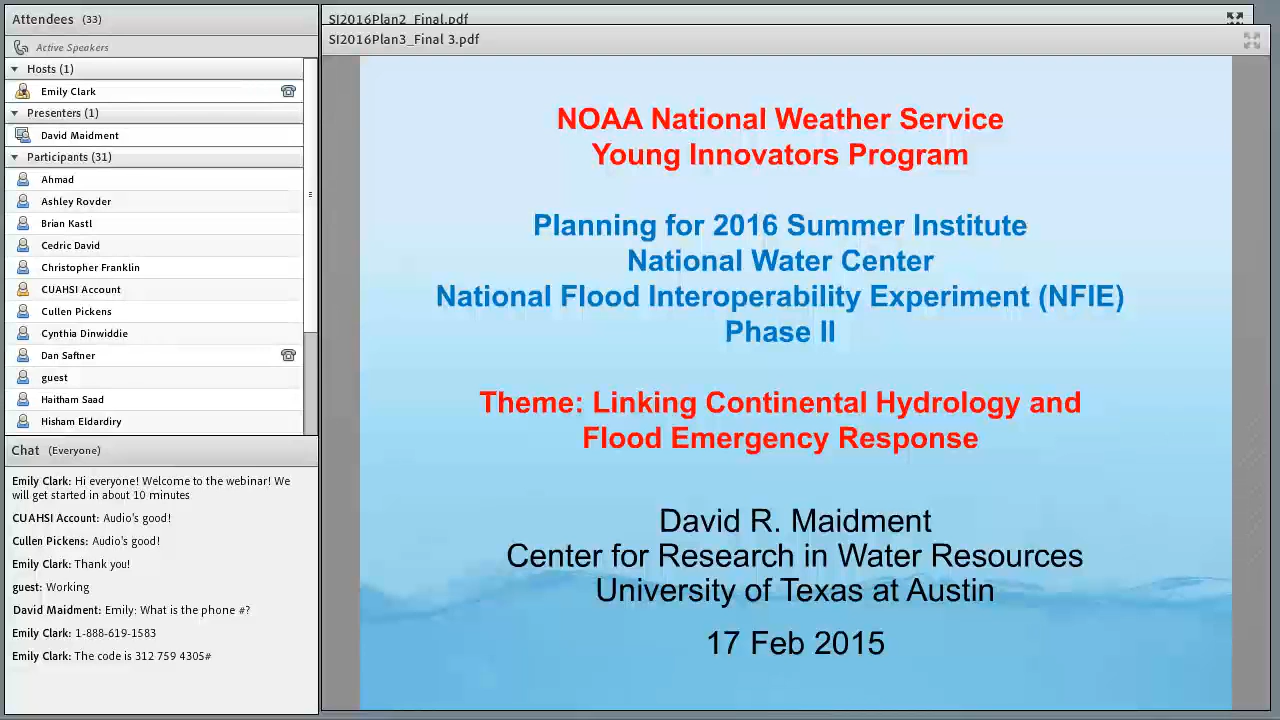 Attendees (33)
Active Speakers
Hosts (1)
Emily Clark
Presenters (1)
David Maidment
Participants (31)
Ahmad
Ashley Rovder
Brian Kastl
Cedric David
Christopher Franklin
CUAHSI Account
Cullen Pickens
Cynthia Dinwiddie
Dan Saftner
guest
Haitham Saad
Hisham Eldardiry
Chat (Everyone)
Emily Clark: Hi everyone! Welcome to the webinar! We
will get started in about 10 minutes
CUAHSI Account: Audio's good!
Cullen Pickens: Audio's good!
Emily Clark: Thank you!
guest: Working
David Maidment: Emily: What is the phone #?
Emily Clark: 1-888-619-1583
Emily Clark: The code is 312 759 4305#
SI2016Plan2_Final.pdf
SI2016Plan3_Final 3.pdf
NOAA National Weather Service
Young Innovators Program
Planning for 2016 Summer Institute
National Water Center
National Flood Interoperability Experiment (NFIE)
Phase II
Theme: Linking Continental Hydrology and
Flood Emergency Response
David R. Maidment
Center for Research in Water Resources
University of Texas at Austin
17 Feb 2015